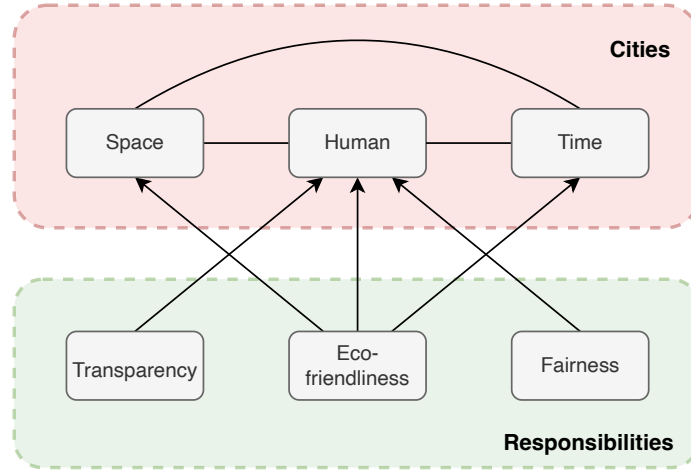 Cities
Space
Human
Time
Transparency
Eco-
friendliness
Fairness
Responsibilities